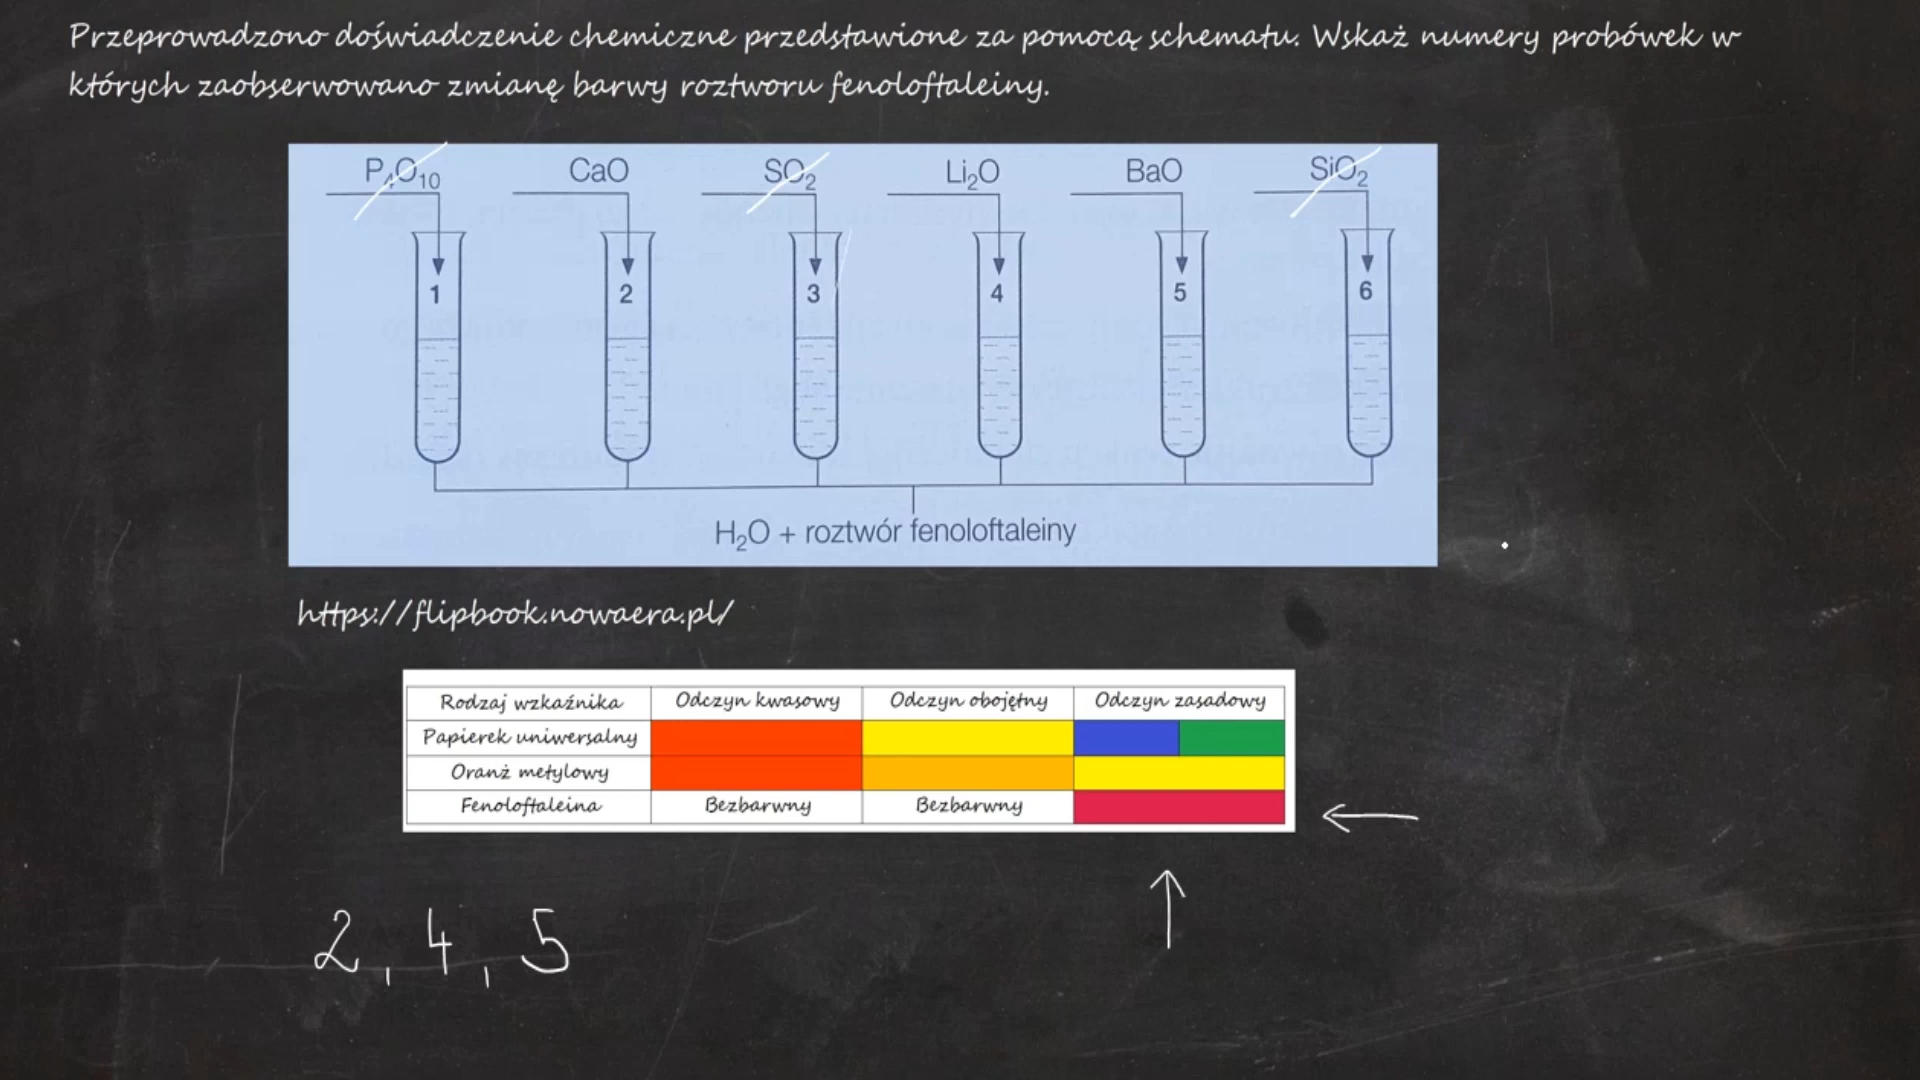 Przeprowadzono doświadczenie chemiczne przedstawione za pomocą schematu. Wskaż numery probówek w
których zaobserwowano zmianę barwy roztworu fenoloftaleiny.
P₄O₁₀ CaO SO₂ Li₂O BaO SiO₂
1 2 3 4 5 6
H₂O + roztwór fenoloftaleiny
https://flipbook.nowaera.pl/
Rodzaj wzkaźnika Odczyn kwasowy Odczyn obojętny Odczyn zasadowy
Papierek uniwersalny
Oranż metylowy
Fenoloftaleina Bezbarwny Bezbarwny
2, 4, 5